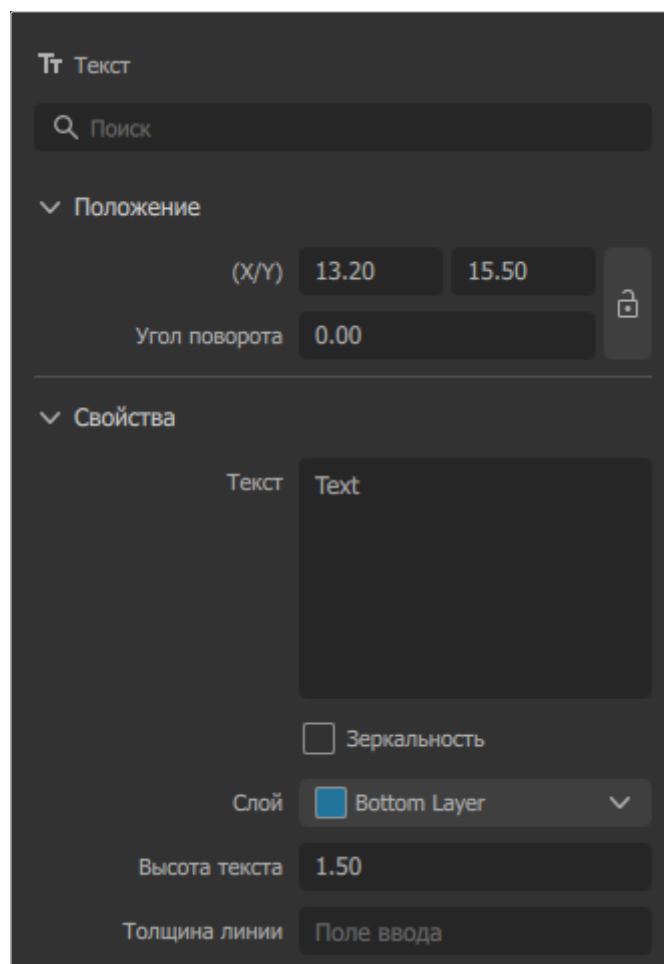 Tт Текст
Поиск
Положение
(X/Y) 13.20 15.50
Угол поворота 0.00
Свойства
Текст Text
Зеркальность
Слой Bottom Layer
Высота текста 1.50
Толщина линии Поле ввода